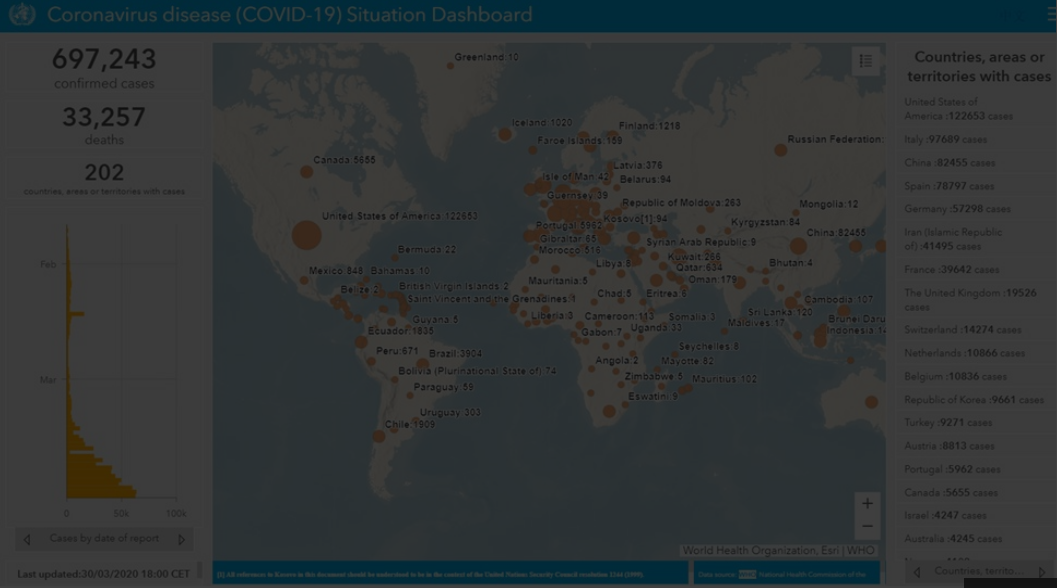 Coronavirus disease (COVID-19) Situation Dashboard
697,243
confirmed cases
33,257
deaths
202
countries, areas or territories with cases
Feb
Mar
0 50k 100k
Cases by date of report
Last updated:30/03/2020 18:00 CET
Greenland:10
Iceland:1020
Finland:1218
Faroe Islands:159
Russian Federation:
Canada:5655
Latvia:376
Isle of Man:42
Belarus:94
Guernsey:39
Republic of Moldova:263
Mongolia:12
United States of America:122653
Kosovo[1]:94
Kyrgyzstan:84
Portugal:5962
China:82455
Gibraltar:65
Syrian Arab Republic:9
Bermuda:22
Morocco:516
Kuwait:266
Libya:8
Bhutan:4
Mexico:848
Bahamas:10
Qatar:634
Mauritania:5
Oman:179
Belize:2
British Virgin Islands:2
Chad:5
Eritrea:6
Saint Vincent and the Grenadines:1
Cambodia:107
Liberia:3
Cameroon:113
Somalia:3
Sri Lanka:120
Guyana:5
Maldives:17
Brunei Daru
Ecuador:1835
Gabon:7
Uganda:33
Indonesia:
Seychelles:8
Peru:671
Brazil:3904
Angola:2
Mayotte:82
Bolivia (Plurinational State of):74
Zimbabwe:5
Mauritius:102
Paraguay:59
Eswatini:9
Uruguay:303
Chile:1909
+
−
World Health Organization, Esri | WHO
[1] All references to Kosovo in this document should be understood to be in the context of the United Nations Security Council resolution 1244 (1999).
Data source: WHO, National Health Commission of the
Countries, areas or
territories with cases
United States of
America :122653 cases
Italy :97689 cases
China :82455 cases
Spain :78797 cases
Germany :57298 cases
Iran (Islamic Republic
of) :41495 cases
France :39642 cases
The United Kingdom :19526
cases
Switzerland :14274 cases
Netherlands :10866 cases
Belgium :10836 cases
Republic of Korea :9661 cases
Turkey :9271 cases
Austria :8813 cases
Portugal :5962 cases
Canada :5655 cases
Israel :4247 cases
Australia :4245 cases
Countries, territo...